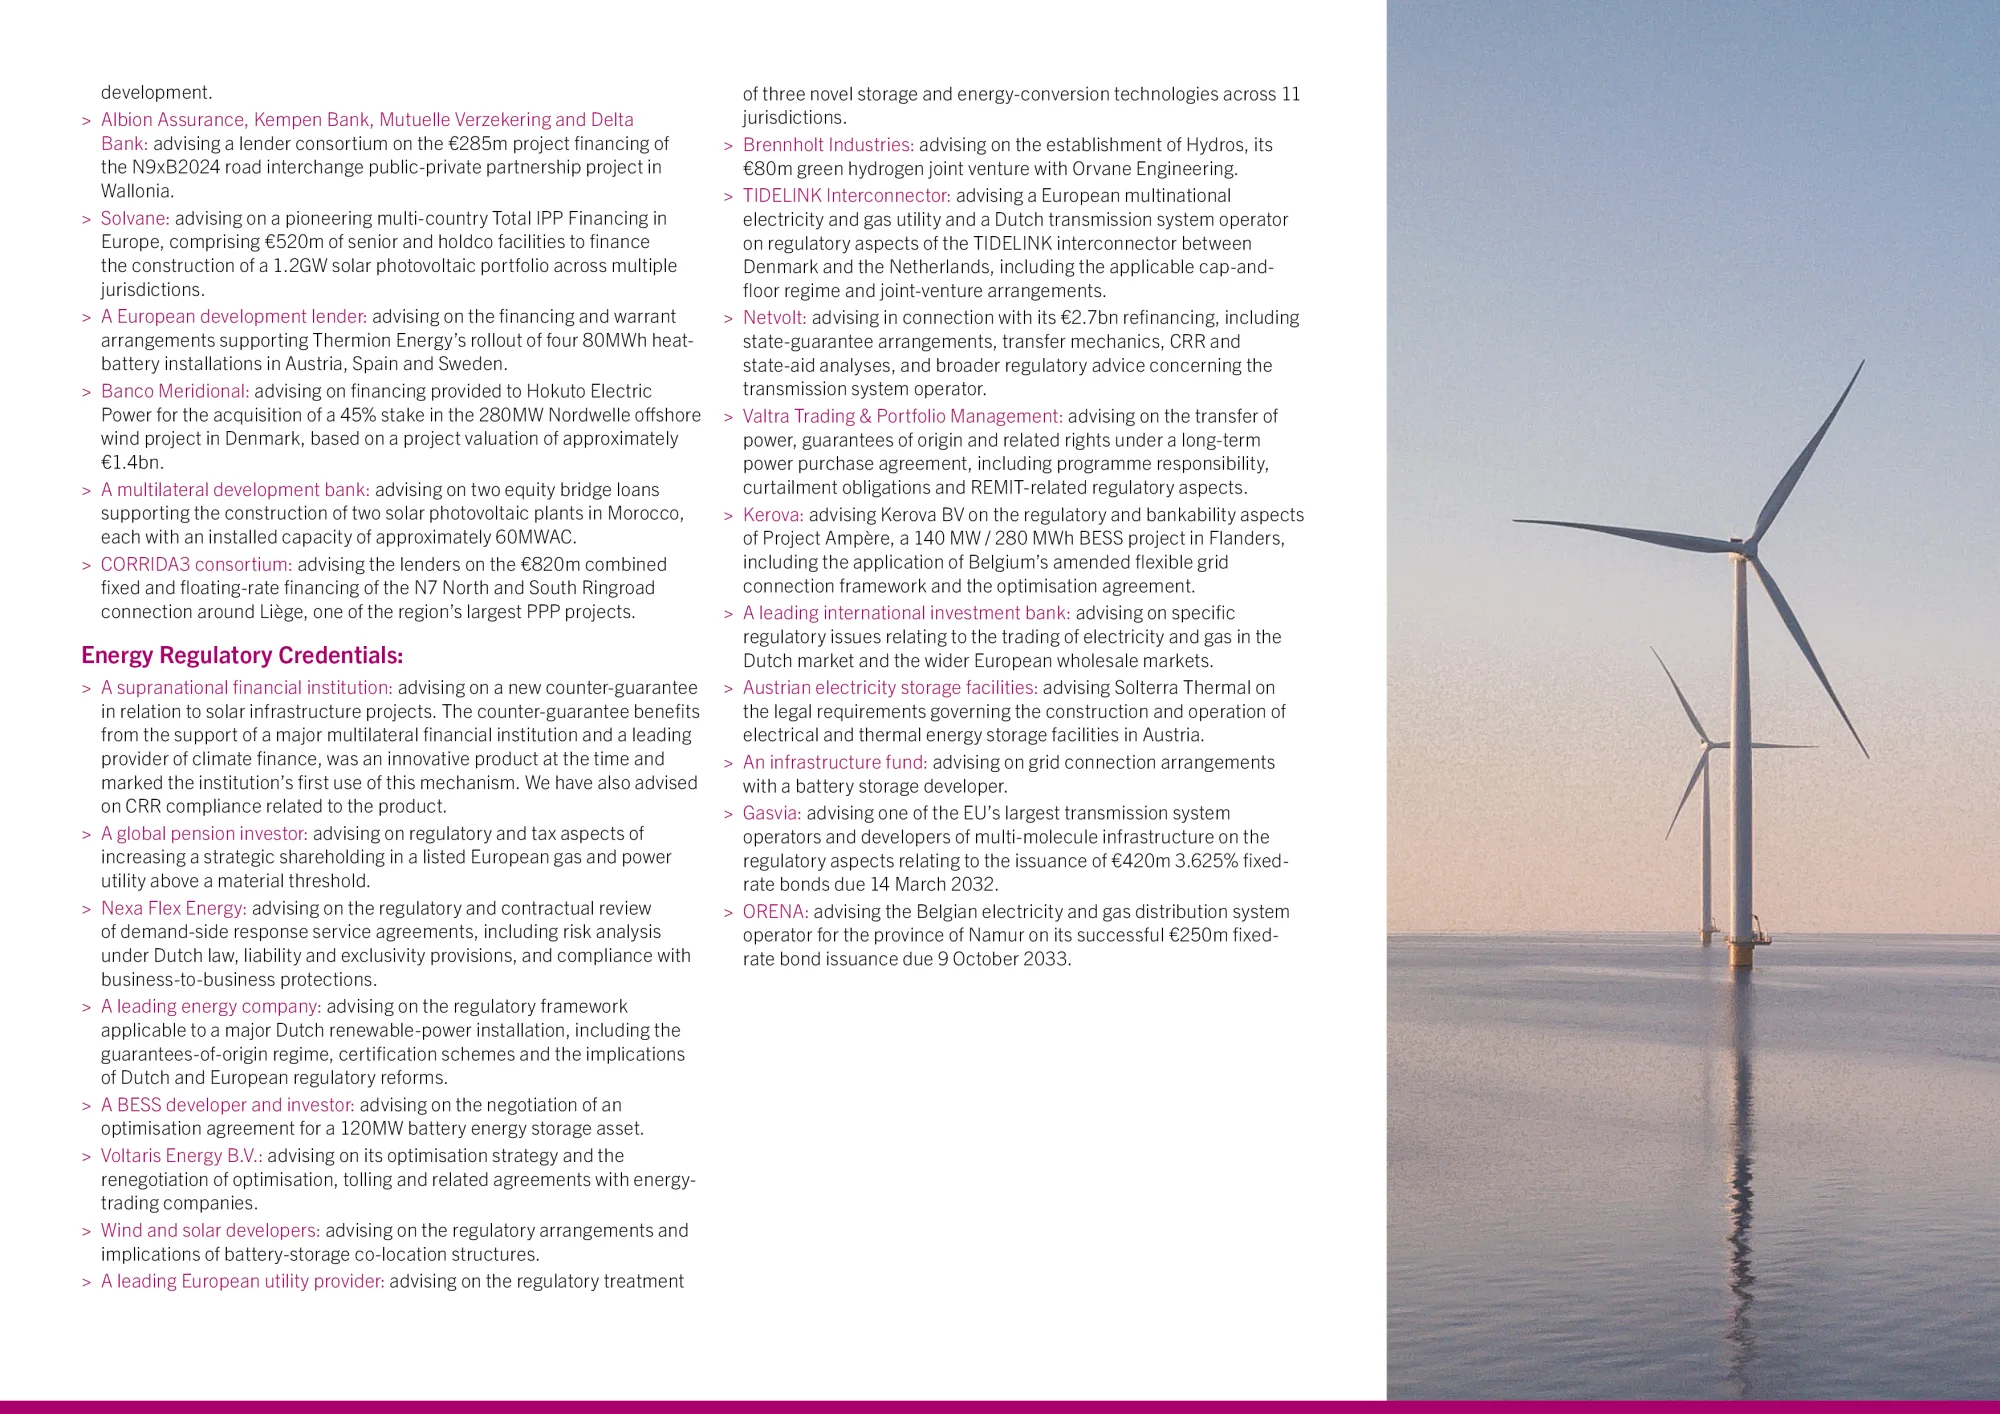 development.
> Albion Assurance, Kempen Bank, Mutuelle Verzekering and Delta
Bank: advising a lender consortium on the €285m project financing of
the N9xB2024 road interchange public-private partnership project in
Wallonia.
> Solvane: advising on a pioneering multi-country Total IPP Financing in
Europe, comprising €520m of senior and holdco facilities to finance
the construction of a 1.2GW solar photovoltaic portfolio across multiple
jurisdictions.
> A European development lender: advising on the financing and warrant
arrangements supporting Thermion Energy’s rollout of four 80MWh heat-
battery installations in Austria, Spain and Sweden.
> Banco Meridional: advising on financing provided to Hokuto Electric
Power for the acquisition of a 45% stake in the 280MW Nordwelle offshore
wind project in Denmark, based on a project valuation of approximately
€1.4bn.
> A multilateral development bank: advising on two equity bridge loans
supporting the construction of two solar photovoltaic plants in Morocco,
each with an installed capacity of approximately 60MWAC.
> CORRIDA3 consortium: advising the lenders on the €820m combined
fixed and floating-rate financing of the N7 North and South Ringroad
connection around Liège, one of the region’s largest PPP projects.
Energy Regulatory Credentials:
> A supranational financial institution: advising on a new counter-guarantee
in relation to solar infrastructure projects. The counter-guarantee benefits
from the support of a major multilateral financial institution and a leading
provider of climate finance, was an innovative product at the time and
marked the institution’s first use of this mechanism. We have also advised
on CRR compliance related to the product.
> A global pension investor: advising on regulatory and tax aspects of
increasing a strategic shareholding in a listed European gas and power
utility above a material threshold.
> Nexa Flex Energy: advising on the regulatory and contractual review
of demand-side response service agreements, including risk analysis
under Dutch law, liability and exclusivity provisions, and compliance with
business-to-business protections.
> A leading energy company: advising on the regulatory framework
applicable to a major Dutch renewable-power installation, including the
guarantees-of-origin regime, certification schemes and the implications
of Dutch and European regulatory reforms.
> A BESS developer and investor: advising on the negotiation of an
optimisation agreement for a 120MW battery energy storage asset.
> Voltaris Energy B.V.: advising on its optimisation strategy and the
renegotiation of optimisation, tolling and related agreements with energy-
trading companies.
> Wind and solar developers: advising on the regulatory arrangements and
implications of battery-storage co-location structures.
> A leading European utility provider: advising on the regulatory treatment
of three novel storage and energy-conversion technologies across 11
jurisdictions.
> Brennholt Industries: advising on the establishment of Hydros, its
€80m green hydrogen joint venture with Orvane Engineering.
> TIDELINK Interconnector: advising a European multinational
electricity and gas utility and a Dutch transmission system operator
on regulatory aspects of the TIDELINK interconnector between
Denmark and the Netherlands, including the applicable cap-and-
floor regime and joint-venture arrangements.
> Netvolt: advising in connection with its €2.7bn refinancing, including
state-guarantee arrangements, transfer mechanics, CRR and
state-aid analyses, and broader regulatory advice concerning the
transmission system operator.
> Valtra Trading & Portfolio Management: advising on the transfer of
power, guarantees of origin and related rights under a long-term
power purchase agreement, including programme responsibility,
curtailment obligations and REMIT-related regulatory aspects.
> Kerova: advising Kerova BV on the regulatory and bankability aspects
of Project Ampère, a 140 MW / 280 MWh BESS project in Flanders,
including the application of Belgium’s amended flexible grid
connection framework and the optimisation agreement.
> A leading international investment bank: advising on specific
regulatory issues relating to the trading of electricity and gas in the
Dutch market and the wider European wholesale markets.
> Austrian electricity storage facilities: advising Solterra Thermal on
the legal requirements governing the construction and operation of
electrical and thermal energy storage facilities in Austria.
> An infrastructure fund: advising on grid connection arrangements
with a battery storage developer.
> Gasvia: advising one of the EU’s largest transmission system
operators and developers of multi-molecule infrastructure on the
regulatory aspects relating to the issuance of €420m 3.625% fixed-
rate bonds due 14 March 2032.
> ORENA: advising the Belgian electricity and gas distribution system
operator for the province of Namur on its successful €250m fixed-
rate bond issuance due 9 October 2033.